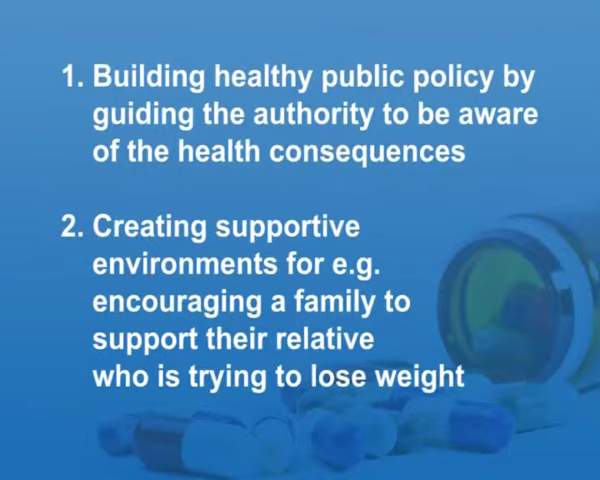 1. Building healthy public policy by
guiding the authority to be aware
of the health consequences
2. Creating supportive
environments for e.g.
encouraging a family to
support their relative
who is trying to lose weight